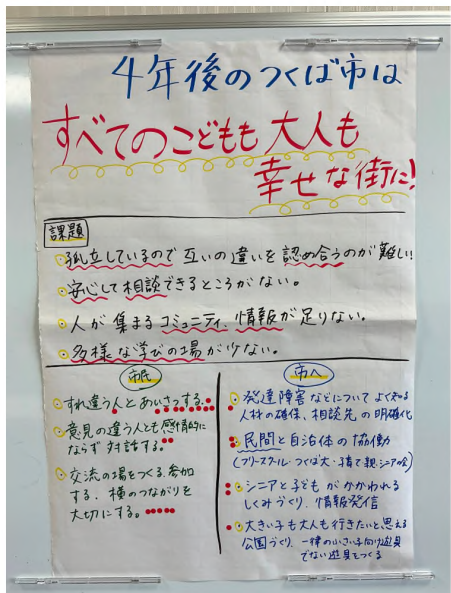 4年後のつくば市は
すべてのこどもも大人も
幸せな街に!
課題
孤立しているので互いの違いを認め合うのが難しい!
安心して相談できるところがない。
人が集まるコミュニティ、情報が足りない。
多様な学びの場が少ない。
市民
すれ違う人とあいさつする。
意見の違う人とも感情的に
ならず対話する。
交流の場をつくる、参加
する、横のつながりを
大切にする。
市へ
発達障害などについてよく知る
人材の確保、相談先の明確化
民間と自治体の協働
(フリースクール・つくば大・子育て親、シニアの会)
シニアと子どもがかかわれる
しくみづくり、情報発信
大きい子も大人も行きたいと思える
公園づくり、一律の小さい子向け遊具
でない遊具をつくる